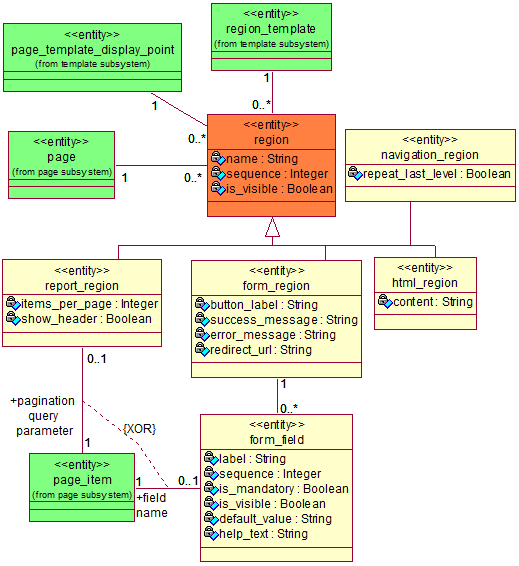 <<entity>>
page_template_display_point
(from template subsystem)
<<entity>>
region_template
(from template subsystem)
1
1
0..*
0..*
<<entity>>
region
name : String
sequence : Integer
is_visible : Boolean
<<entity>>
page
(from page subsystem)
1
0..*
<<entity>>
navigation_region
repeat_last_level : Boolean
<<entity>>
report_region
items_per_page : Integer
show_header : Boolean
<<entity>>
form_region
button_label : String
success_message : String
error_message : String
redirect_url : String
<<entity>>
html_region
content : String
0..1
+pagination
query
parameter
1
{XOR}
1
0..*
<<entity>>
page_item
(from page subsystem)
1
+field
name
0..1
<<entity>>
form_field
label : String
sequence : Integer
is_mandatory : Boolean
is_visible : Boolean
default_value : String
help_text : String